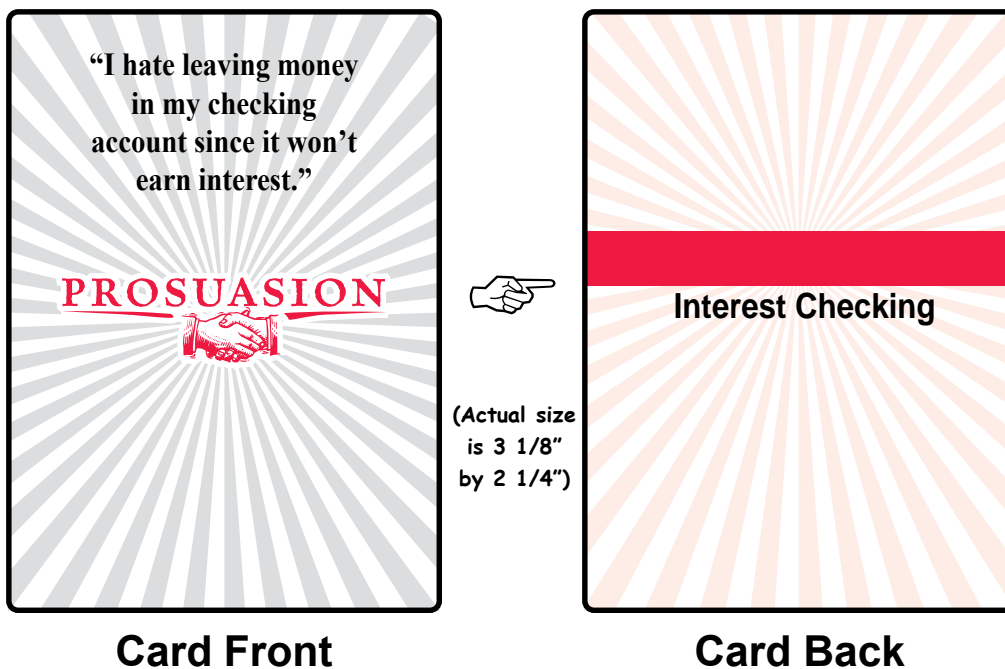 “I hate leaving money
in my checking
account since it won’t
earn interest.”
PROSUASION
(Actual size
is 3 1/8”
by 2 1/4”)
Interest Checking
Card Front
Card Back